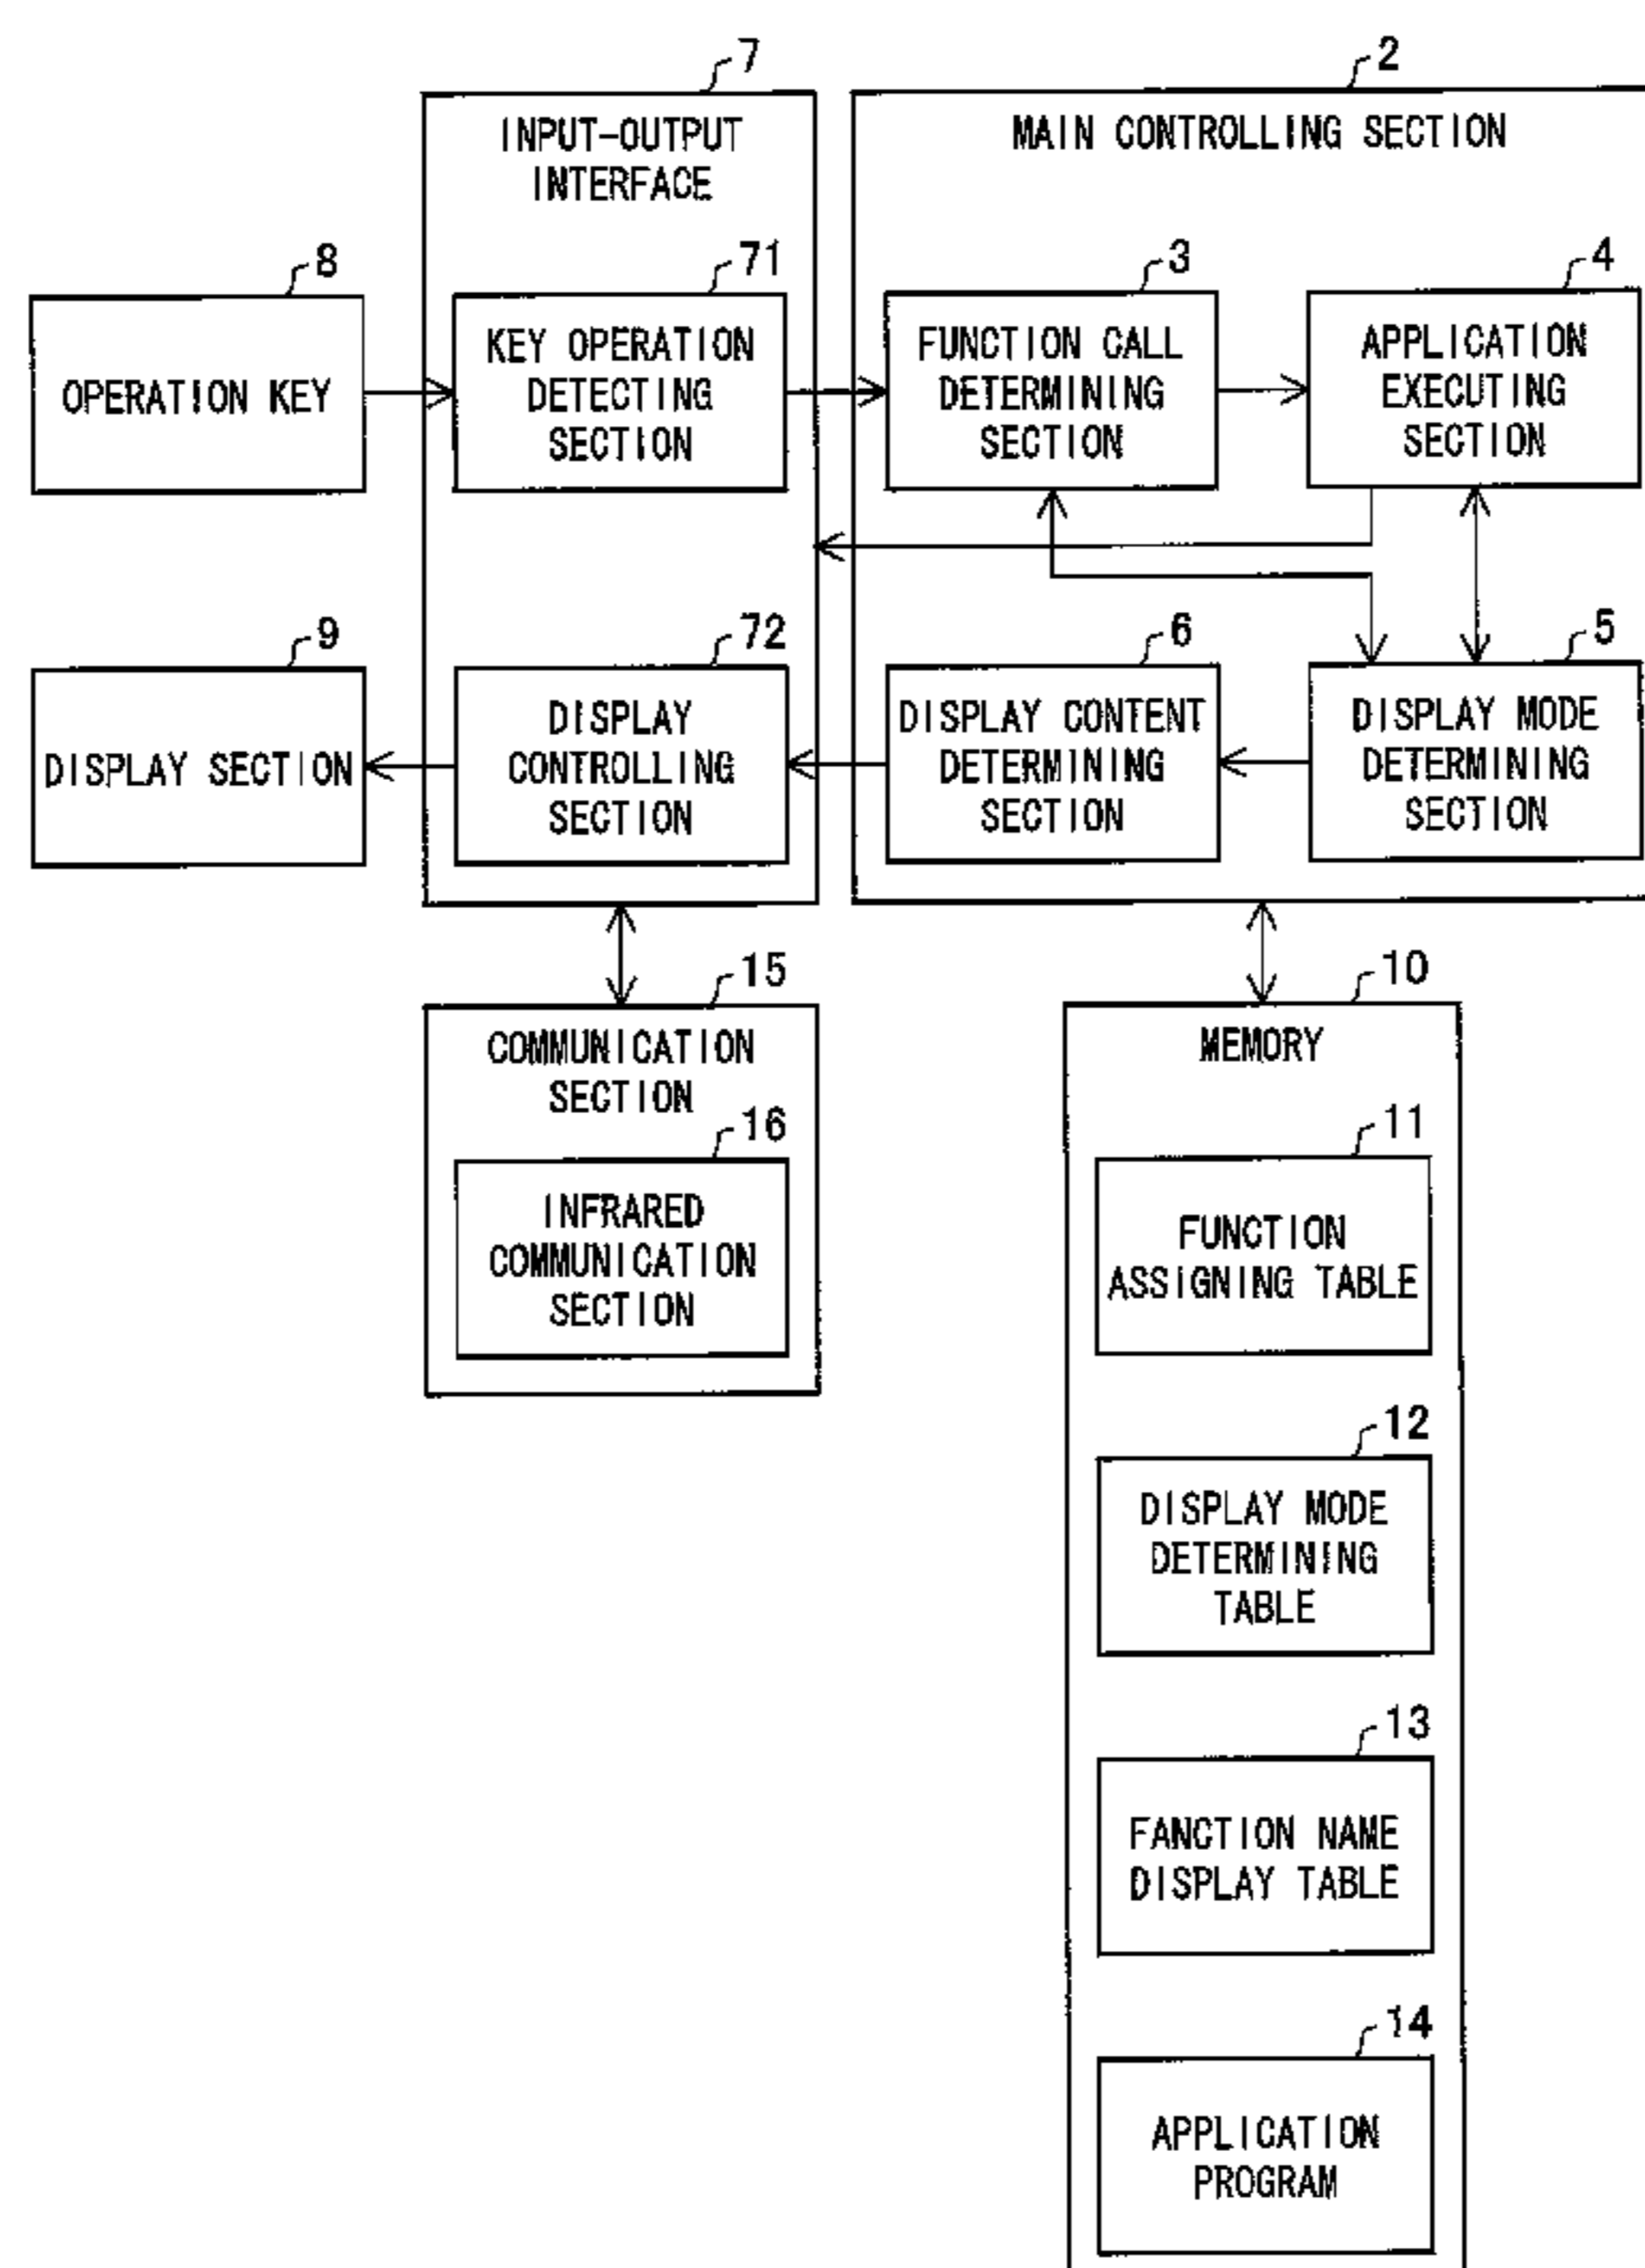 7
2
INPUT-OUTPUT
INTERFACE
MAIN CONTROLLING SECTION
8
71
3
4
OPERATION KEY
KEY OPERATION
DETECTING
SECTION
FUNCTION CALL
DETERMINING
SECTION
APPLICATION
EXECUTING
SECTION
9
72
6
5
DISPLAY SECTION
DISPLAY
CONTROLLING
SECTION
DISPLAY CONTENT
DETERMINING
SECTION
DISPLAY MODE
DETERMINING
SECTION
15
10
COMMUNICATION
SECTION
16
INFRARED
COMMUNICATION
SECTION
MEMORY
11
FUNCTION
ASSIGNING TABLE
12
DISPLAY MODE
DETERMINING
TABLE
13
FANCTION NAME
DISPLAY TABLE
14
APPLICATION
PROGRAM